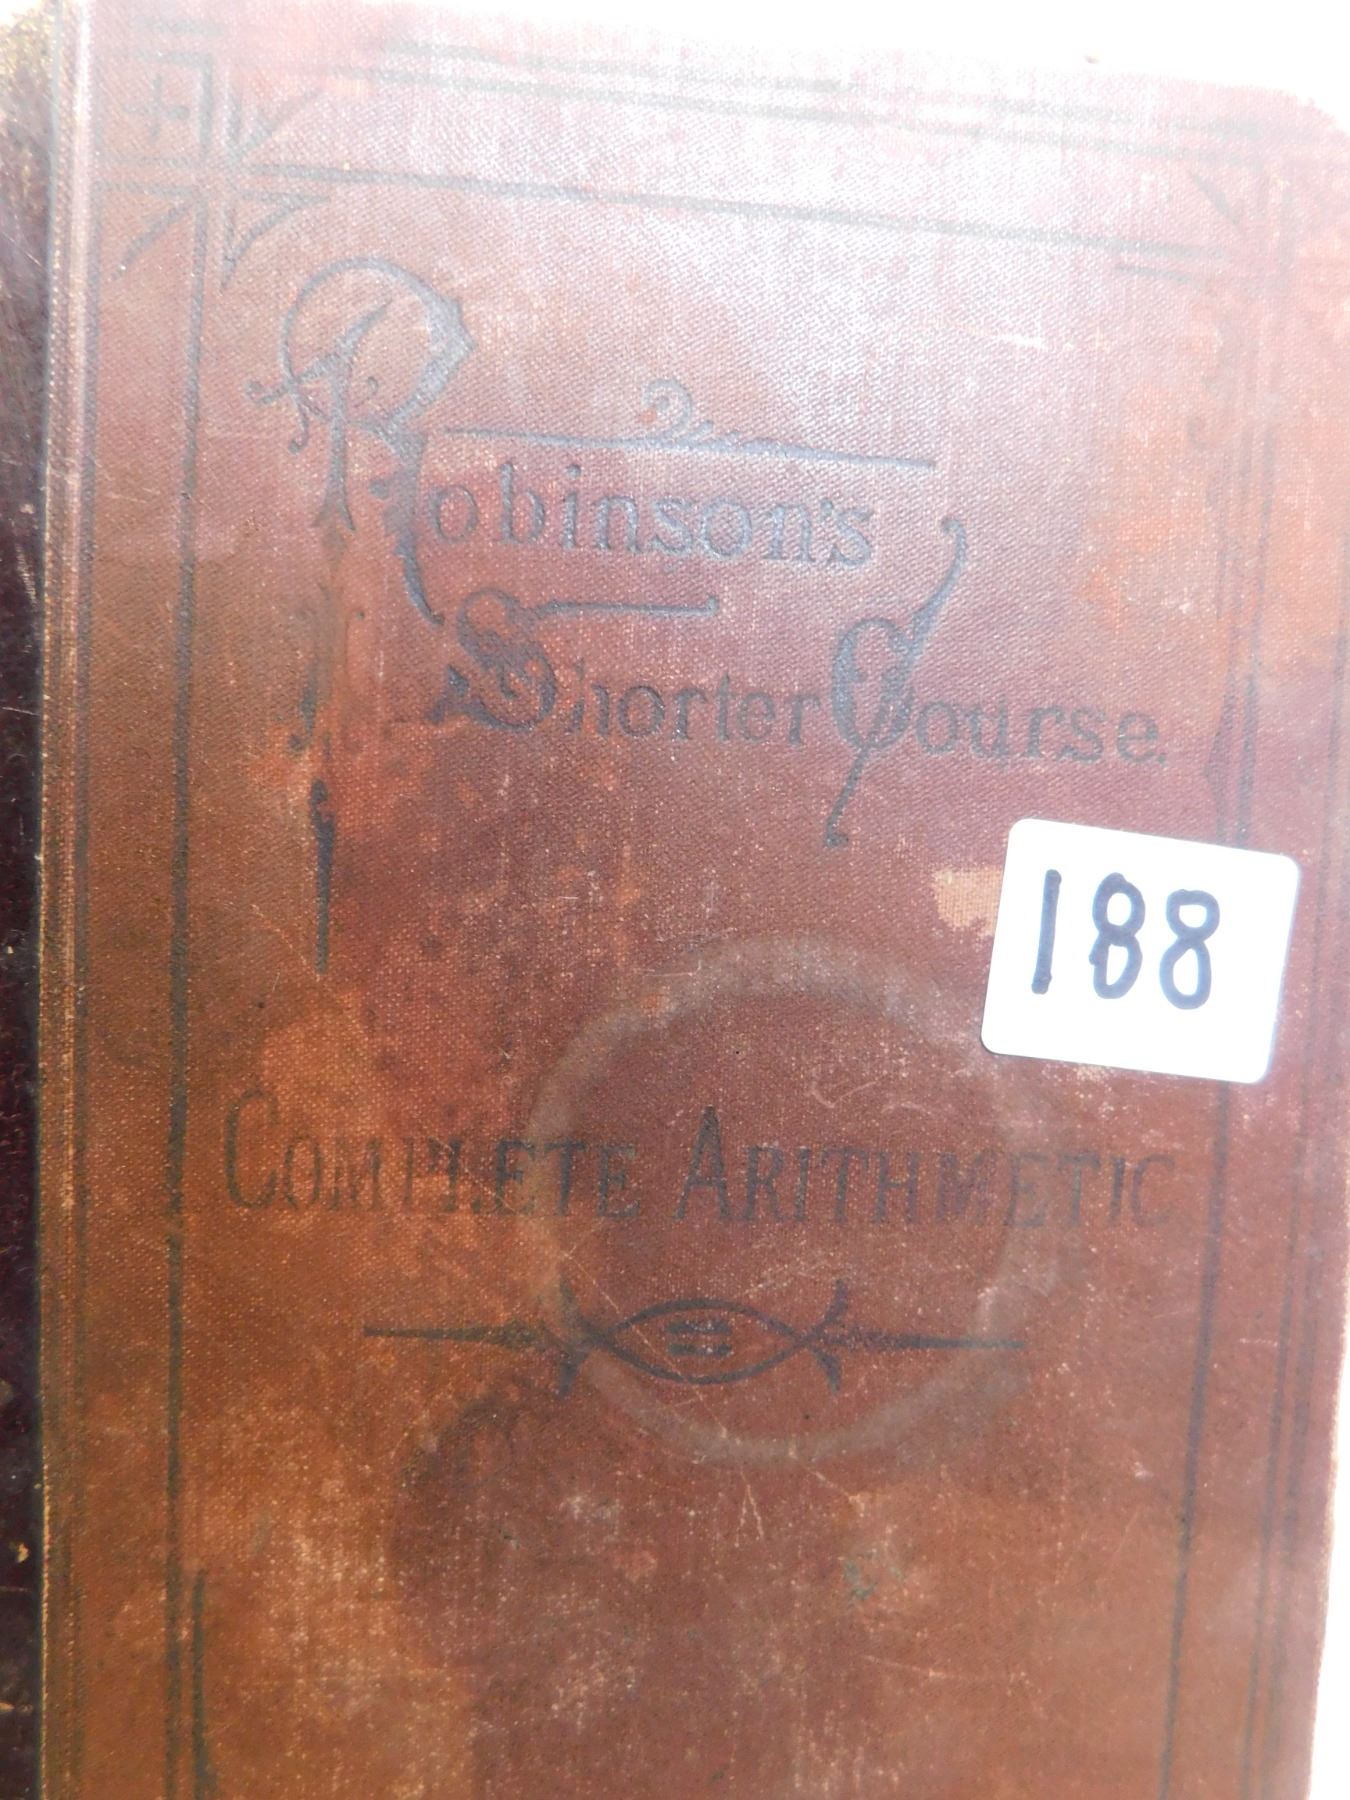 Robinson's
Shorter Course.
188
COMPLETE ARITHMETIC